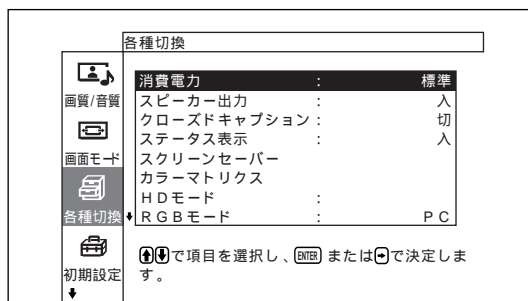 各種切換
画質/音質
画面モード
各種切換
初期設定
消費電力 : 標準
スピーカー出力 : 入
クローズドキャプション : 切
ステータス表示 : 入
スクリーンセーバー
カラーマトリクス
HDモード :
RGBモード : PC
↑↓で項目を選択し、ENTER または→で決定しま
す。